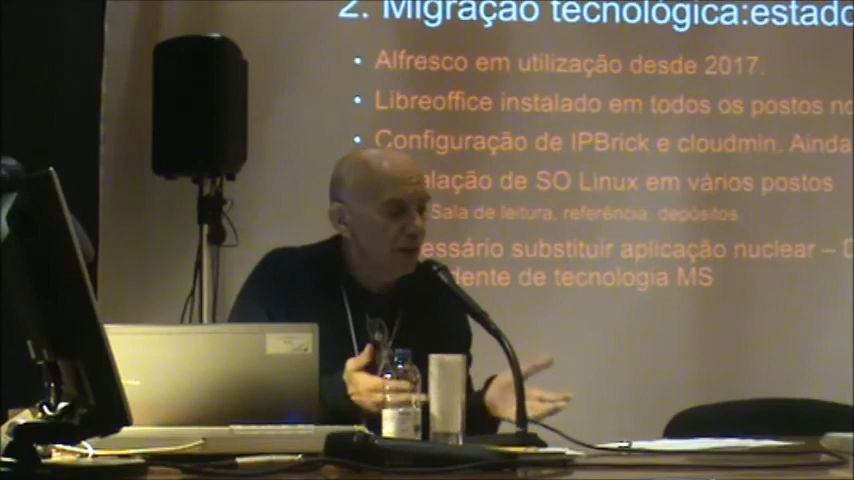 2. Migração tecnológica:estado
• Alfresco em utilização desde 2017.
• Libreoffice instalado em todos os postos no
• Configuração de IPBrick e cloudmin. Ainda
alação de SO Linux em vários postos
Sala de leitura, referência, depósitos
essário substituir aplicação nuclear – D
dente de tecnologia MS